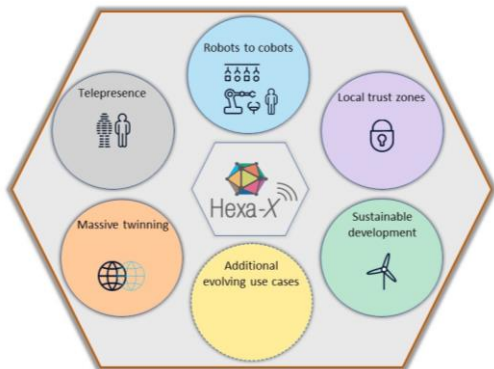 Robots to cobots
Telepresence
Local trust zones
Hexa-X
Massive twinning
Sustainable
development
Additional
evolving use cases